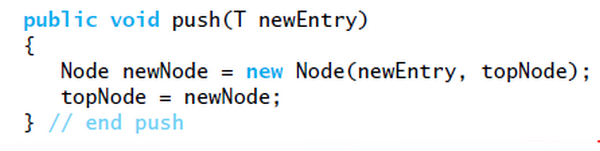 public void push(T newEntry)
{
Node newNode = new Node(newEntry, topNode);
topNode = newNode;
} // end push